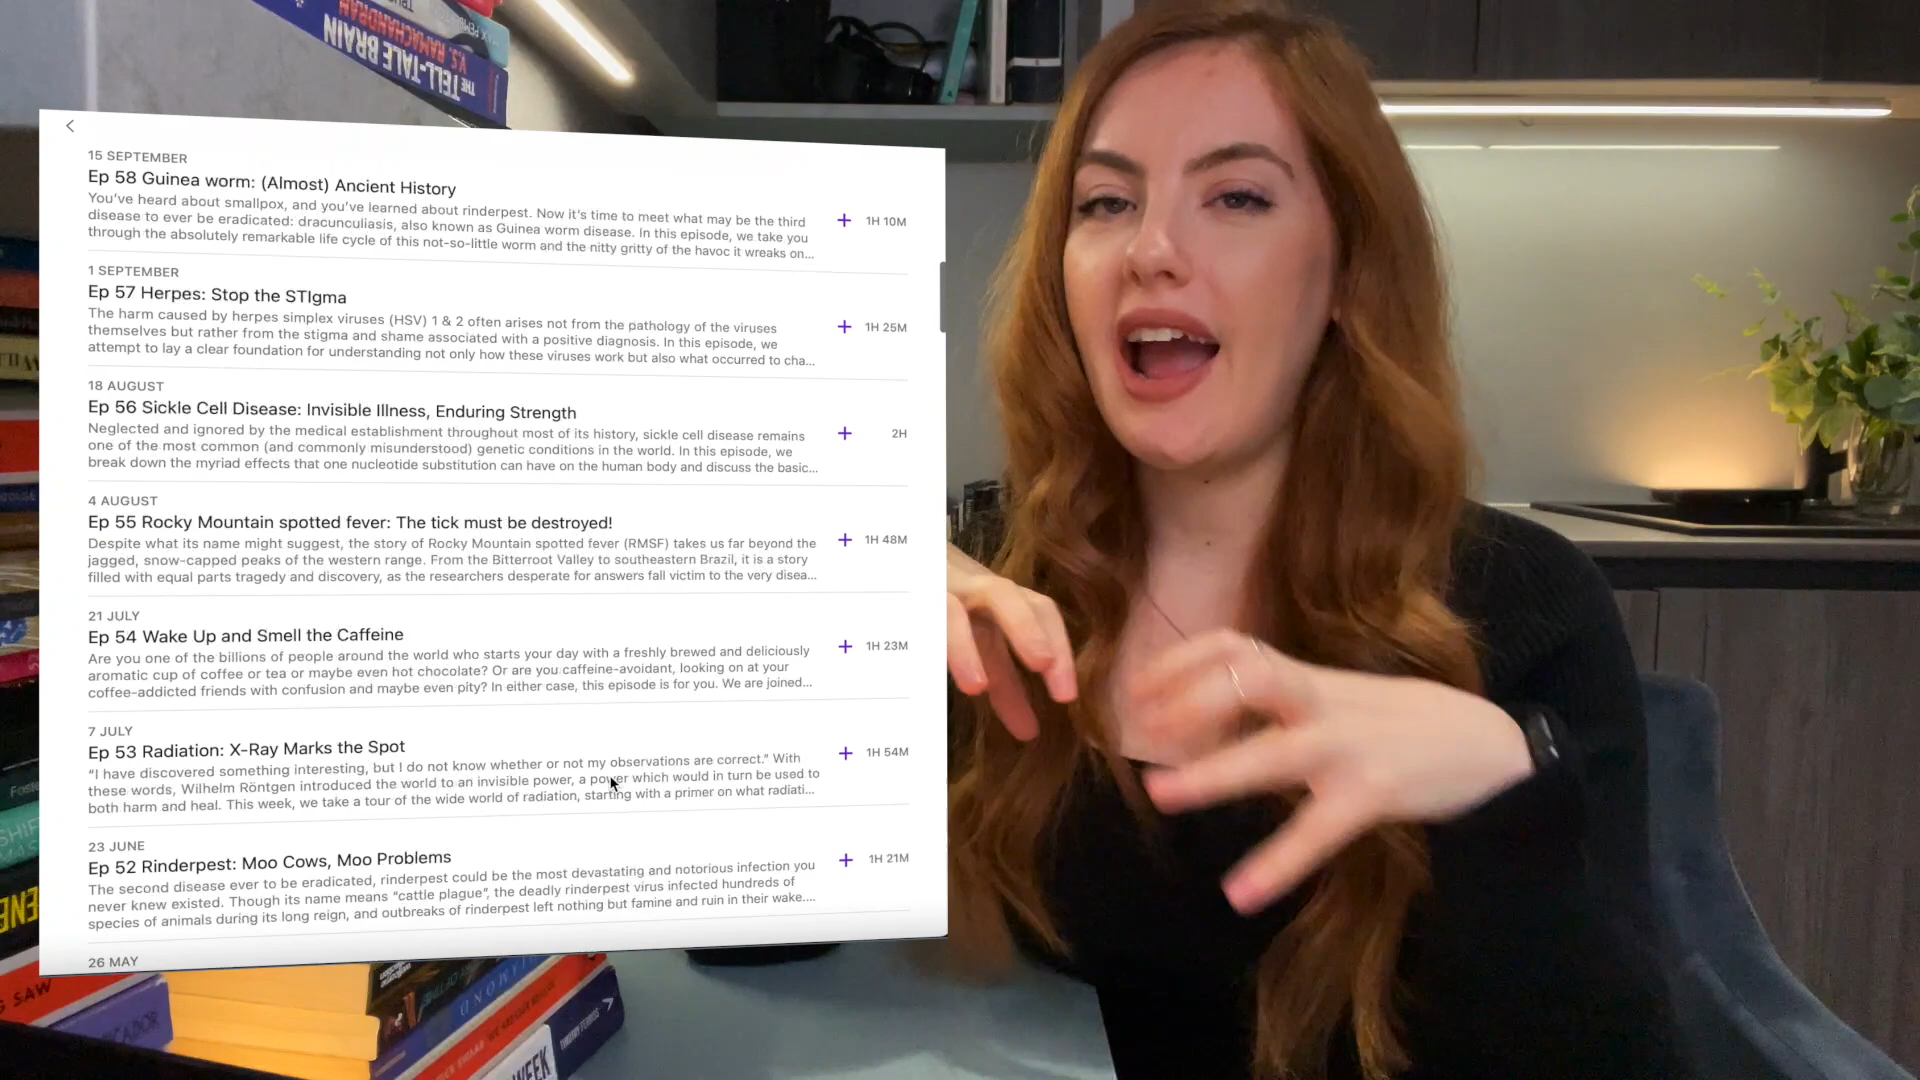 THE
TELL-TALE BRAIN
V.S. RAMACHANDRAN
15 SEPTEMBER
Ep 58 Guinea worm: (Almost) Ancient History
You've heard about smallpox, and you've learned about rinderpest. Now it's time to meet what may be the third
disease to ever be eradicated: dracunculiasis, also known as Guinea worm disease. In this episode, we take you
through the absolutely remarkable life cycle of this not-so-little worm and the nitty gritty of the havoc it wreaks on...
1H 10M
1 SEPTEMBER
Ep 57 Herpes: Stop the STIgma
The harm caused by herpes simplex viruses (HSV) 1 & 2 often arises not from the pathology of the viruses
themselves but rather from the stigma and shame associated with a positive diagnosis. In this episode, we
attempt to lay a clear foundation for understanding not only how these viruses work but also what occurred to cha...
1H 25M
18 AUGUST
Ep 56 Sickle Cell Disease: Invisible Illness, Enduring Strength
Neglected and ignored by the medical establishment throughout most of its history, sickle cell disease remains
one of the most common (and commonly misunderstood) genetic conditions in the world. In this episode, we
break down the myriad effects that one nucleotide substitution can have on the human body and discuss the basic...
2H
4 AUGUST
Ep 55 Rocky Mountain spotted fever: The tick must be destroyed!
Despite what its name might suggest, the story of Rocky Mountain spotted fever (RMSF) takes us far beyond the
jagged, snow-capped peaks of the western range. From the Bitterroot Valley to southeastern Brazil, it is a story
filled with equal parts tragedy and discovery, as the researchers desperate for answers fall victim to the very disea...
1H 48M
21 JULY
Ep 54 Wake Up and Smell the Caffeine
Are you one of the billions of people around the world who starts your day with a freshly brewed and deliciously
aromatic cup of coffee or tea or maybe even hot chocolate? Or are you caffeine-avoidant, looking on at your
coffee-addicted friends with confusion and maybe even pity? In either case, this episode is for you. We are joined...
1H 23M
7 JULY
Ep 53 Radiation: X-Ray Marks the Spot
“I have discovered something interesting, but I do not know whether or not my observations are correct.” With
these words, Wilhelm Röntgen introduced the world to an invisible power, a power which would in turn be used to
both harm and heal. This week, we take a tour of the wide world of radiation, starting with a primer on what radiati...
1H 54M
23 JUNE
Ep 52 Rinderpest: Moo Cows, Moo Problems
The second disease ever to be eradicated, rinderpest could be the most devastating and notorious infection you
never knew existed. Though its name means “cattle plague”, the deadly rinderpest virus infected hundreds of
species of animals during its long reign, and outbreaks of rinderpest left nothing but famine and ruin in their wake....
1H 21M
26 MAY
SAW
WEEK